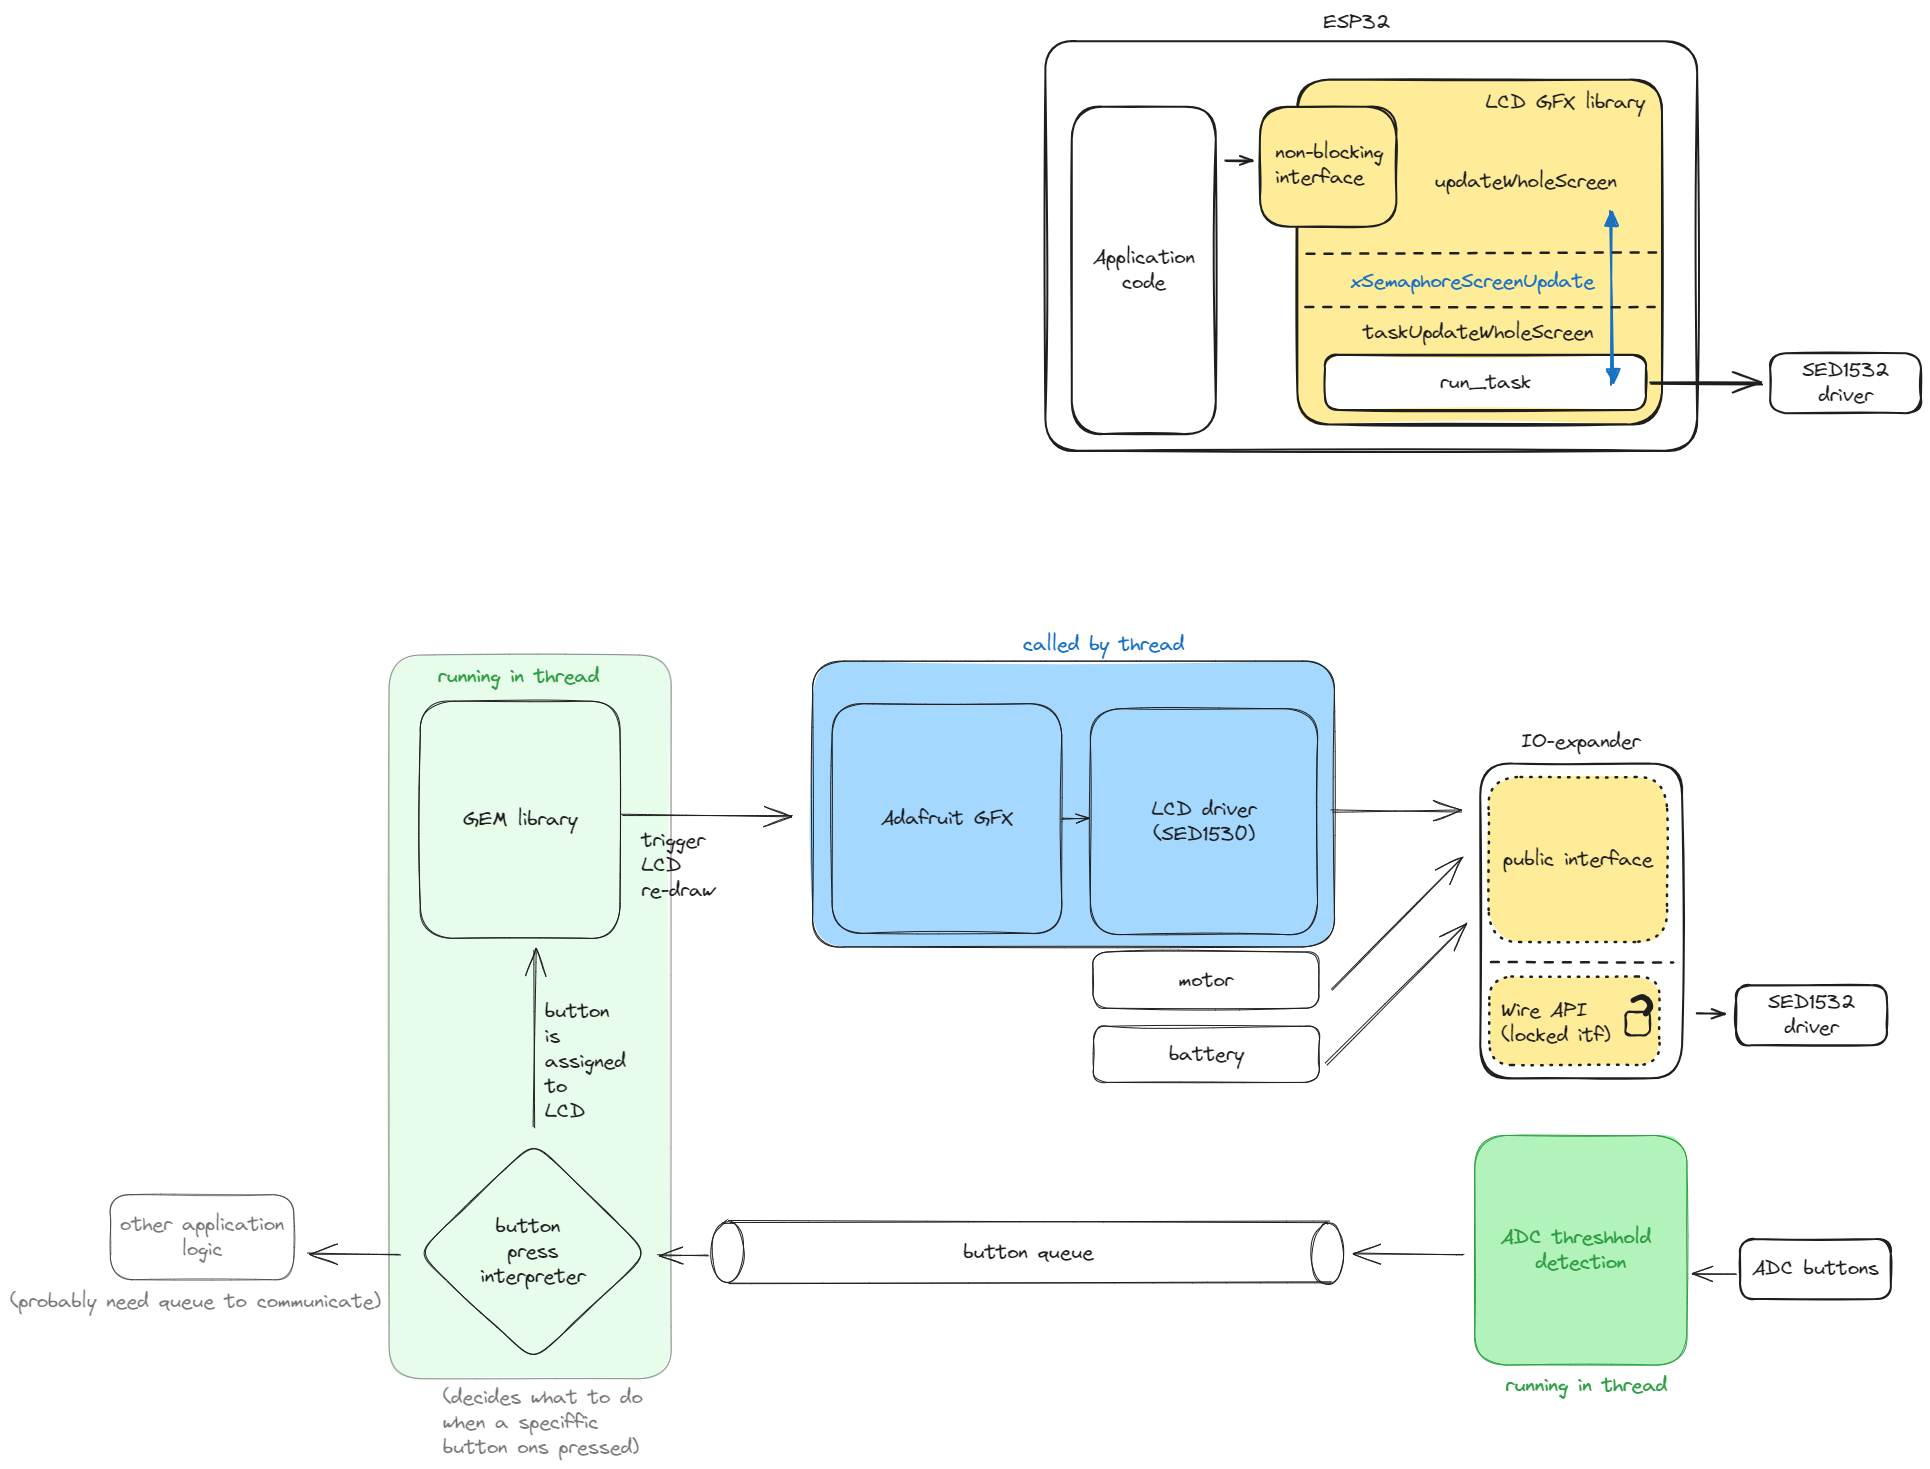 ESP32
LCD GFX library
non-blocking
interface
updateWholeScreen
Application
code
xSemaphoreScreenUpdate
taskUpdateWholeScreen
run_task
SED1532
driver
called by thread
running in thread
GEM library
trigger
LCD
re-draw
Adafruit GFX
LCD driver
(SED1530)
IO-expander
public interface
motor
battery
Wire API
(locked itf)
SED1532
driver
button
is
assigned
to
LCD
other application
logic
(probably need queue to communicate)
button
press
interpreter
button queue
ADC threshhold
detection
ADC buttons
running in thread
(decides what to do
when a speciffic
button ons pressed)